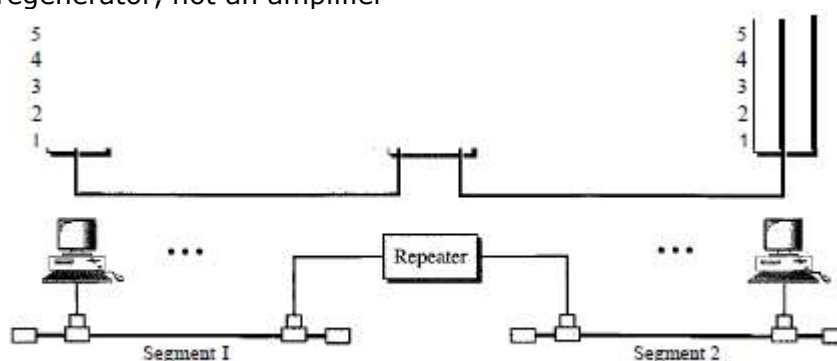 regenerator, not an amplifier
5
4
3
2
1
5
4
3
2
1
Repeater
Segment 1
Segment 2